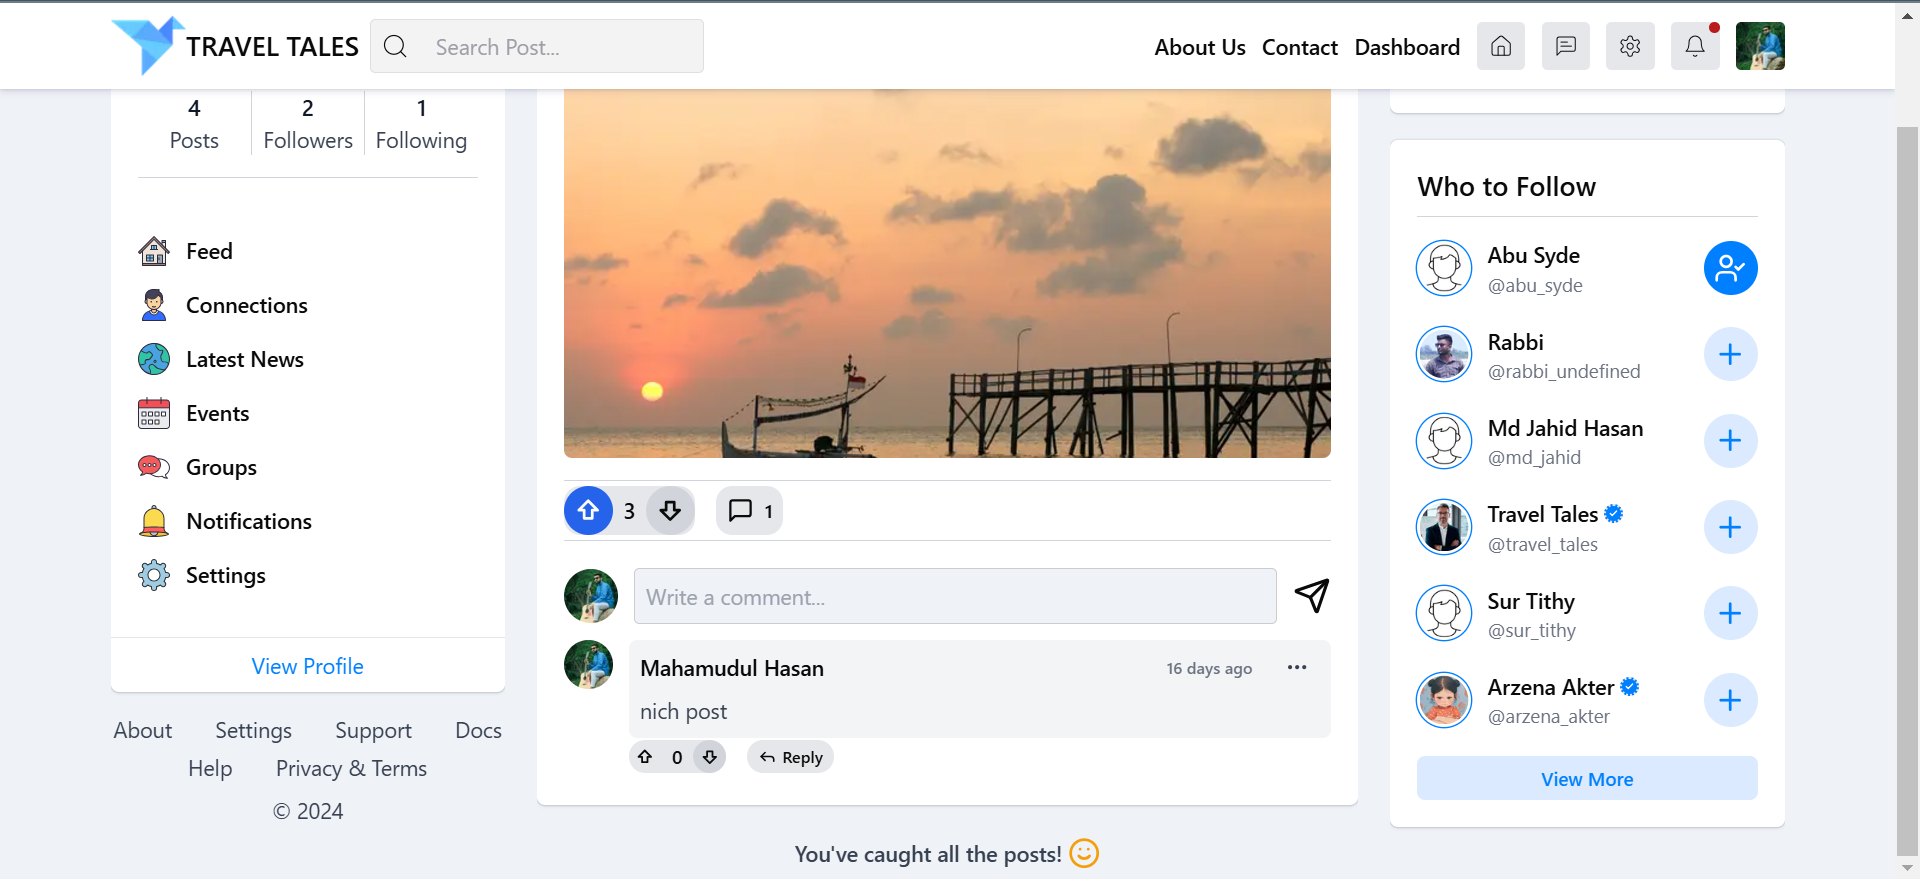 TRAVEL TALES
Search Post...
About Us Contact Dashboard
4 2 1
Posts Followers Following
Feed
Connections
Latest News
Events
Groups
Notifications
Settings
View Profile
About Settings Support Docs
Help Privacy & Terms
© 2024
3 1
Write a comment...
Mahamudul Hasan 16 days ago
nich post
0 Reply
You've caught all the posts!
Who to Follow
Abu Syde
@abu_syde
Rabbi
@rabbi_undefined
Md Jahid Hasan
@md_jahid
Travel Tales
@travel_tales
Sur Tithy
@sur_tithy
Arzena Akter
@arzena_akter
View More